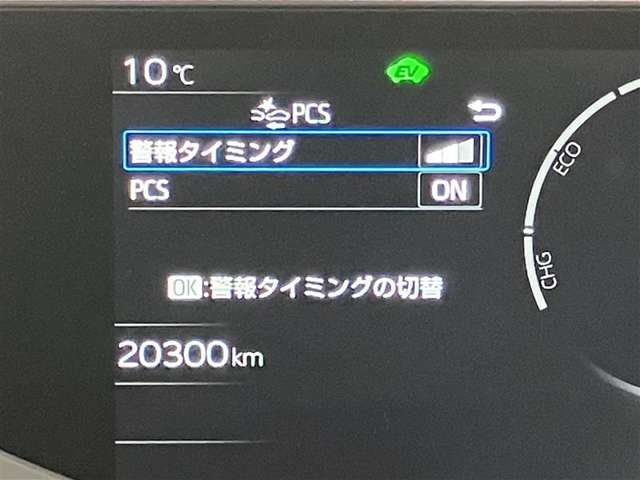 10℃
EV
PCS
警報タイミング
PCS ON
OK:警報タイミングの切替
20300km
ECO
CHG